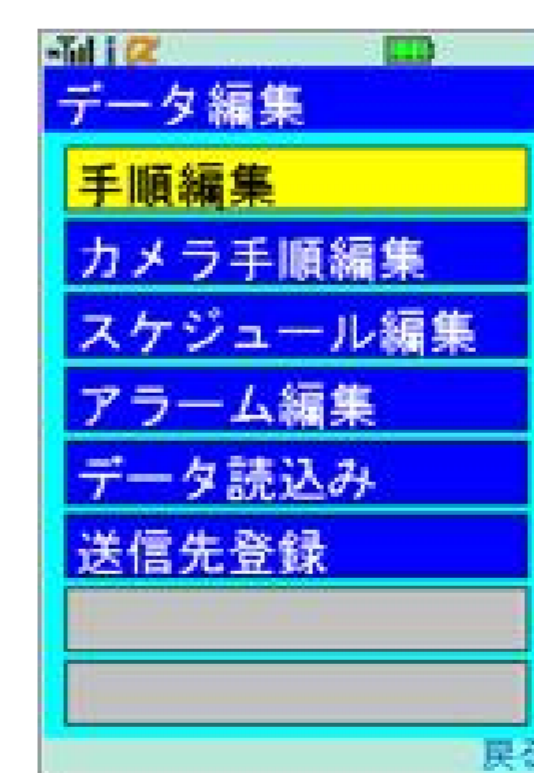 データ編集
手順編集
カメラ手順編集
スケジュール編集
アラーム編集
データ読込み
送信先登録
戻る